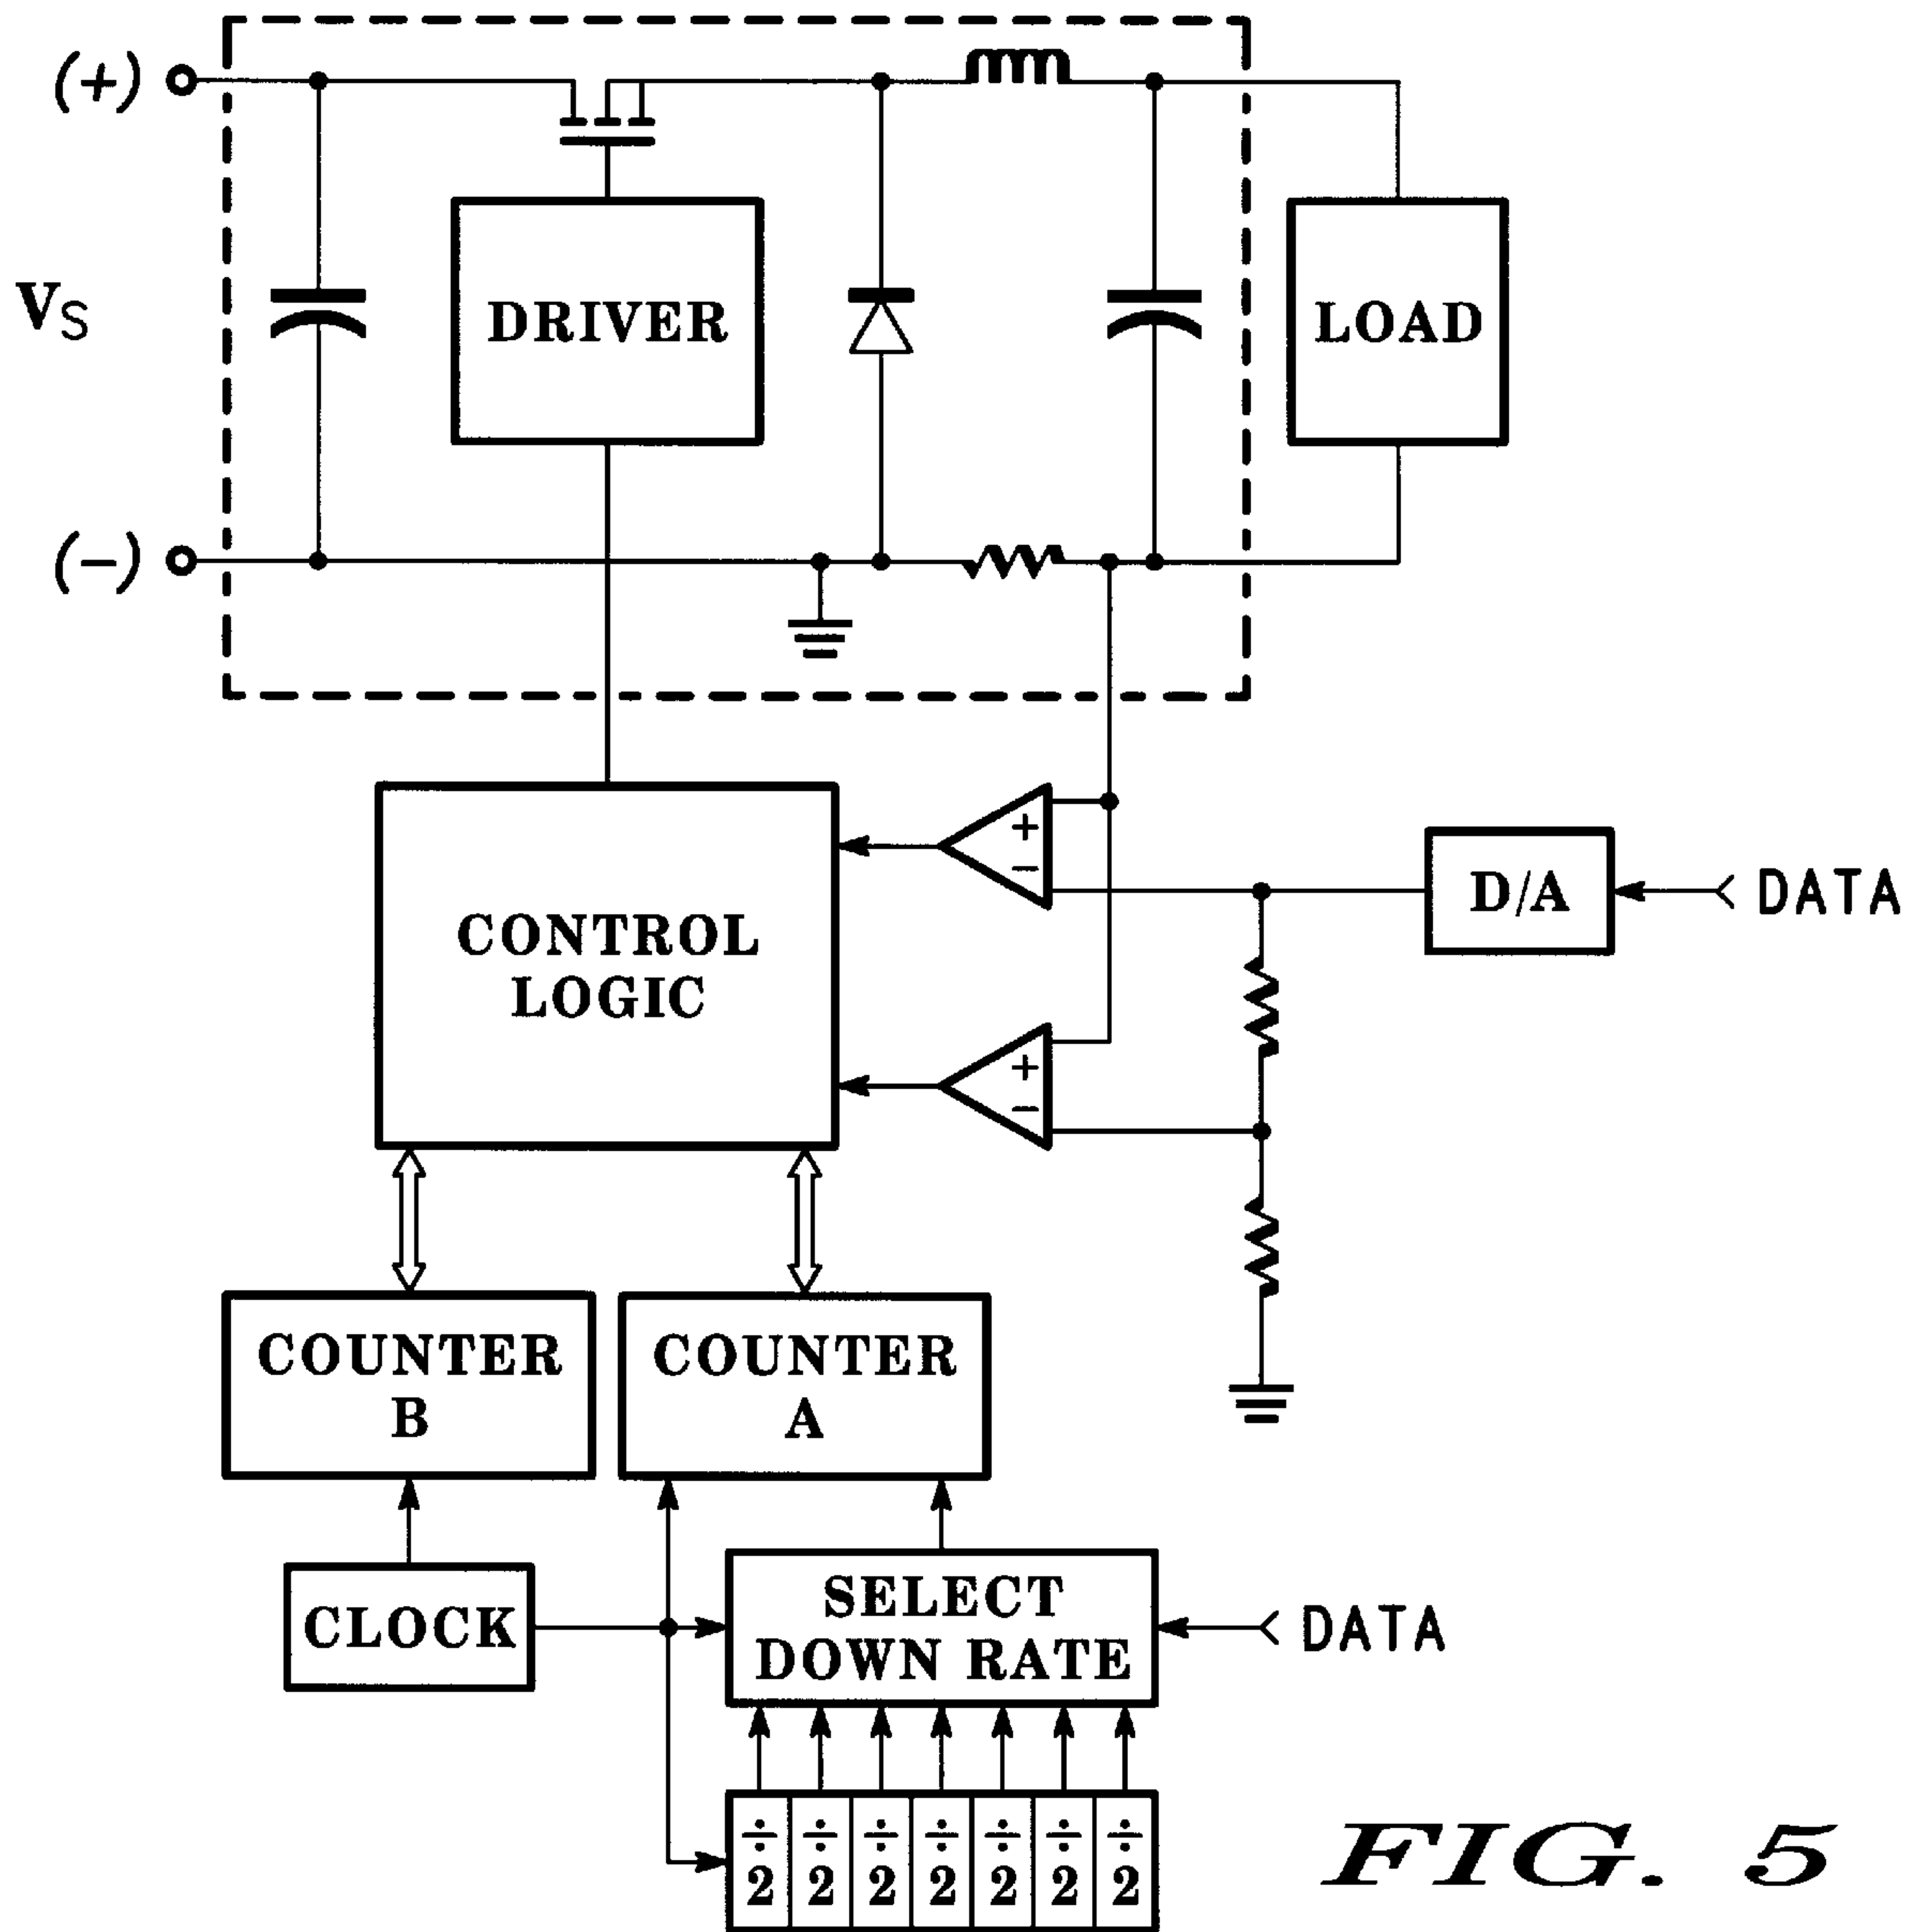 (+)
VS
DRIVER
LOAD
(-)
+
−
D/A
DATA
CONTROL
LOGIC
+
−
COUNTER
B
COUNTER
A
CLOCK
SELECT
DOWN RATE
DATA
÷2 ÷2 ÷2 ÷2 ÷2 ÷2 ÷2
FIG. 5